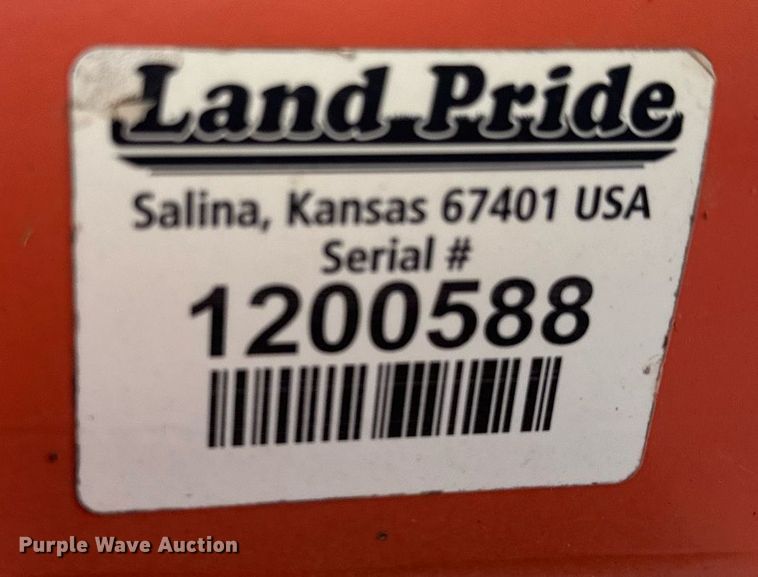 Land Pride
Salina, Kansas 67401 USA
Serial #
1200588
Purple Wave Auction